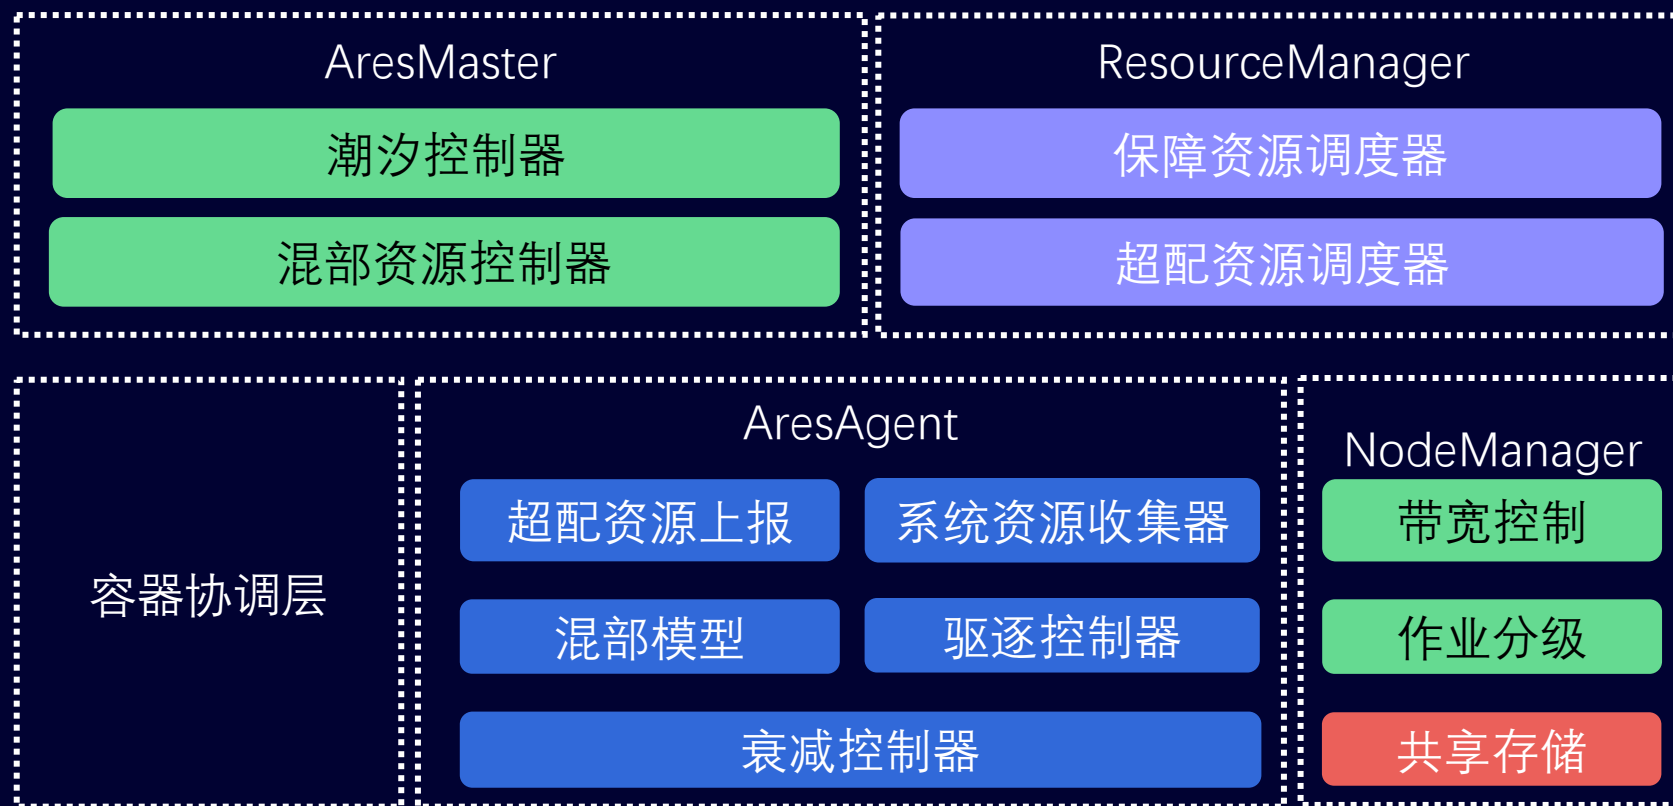 AresMaster
潮汐控制器
混部资源控制器
ResourceManager
保障资源调度器
超配资源调度器
容器协调层
AresAgent
超配资源上报
系统资源收集器
混部模型
驱逐控制器
衰减控制器
NodeManager
带宽控制
作业分级
共享存储